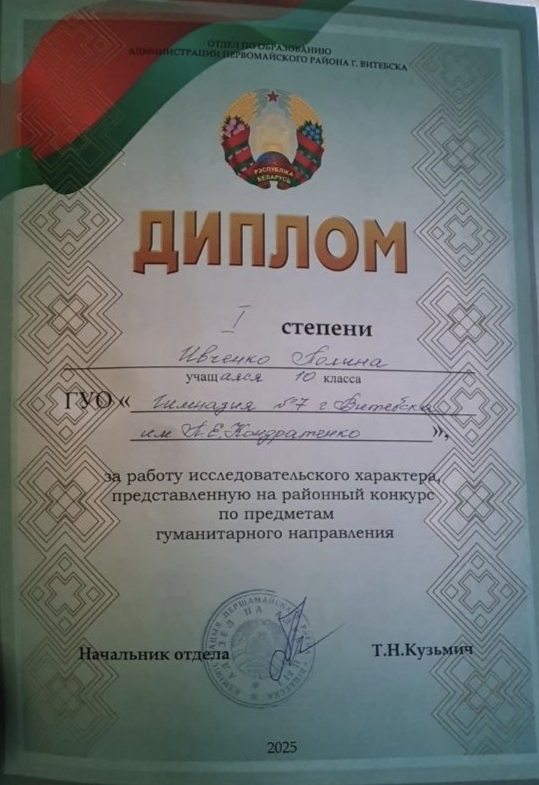 ОТДЕЛ ПО ОБРАЗОВАНИЮ
АДМИНИСТРАЦИИ ПЕРВОМАЙСКОГО РАЙОНА Г. ВИТЕБСКА
РЭСПУБЛІКА
БЕЛАРУСЬ
ДИПЛОМ
I степени
Ивченко Полина
учащаяся 10 класса
ГУО « Гимназия №7 г. Витебска
им П.Е.Кондратенко »,
за работу исследовательского характера,
представленную на районный конкурс
по предметам
гуманитарного направления
Начальник отдела Т.Н.Кузьмич
2025